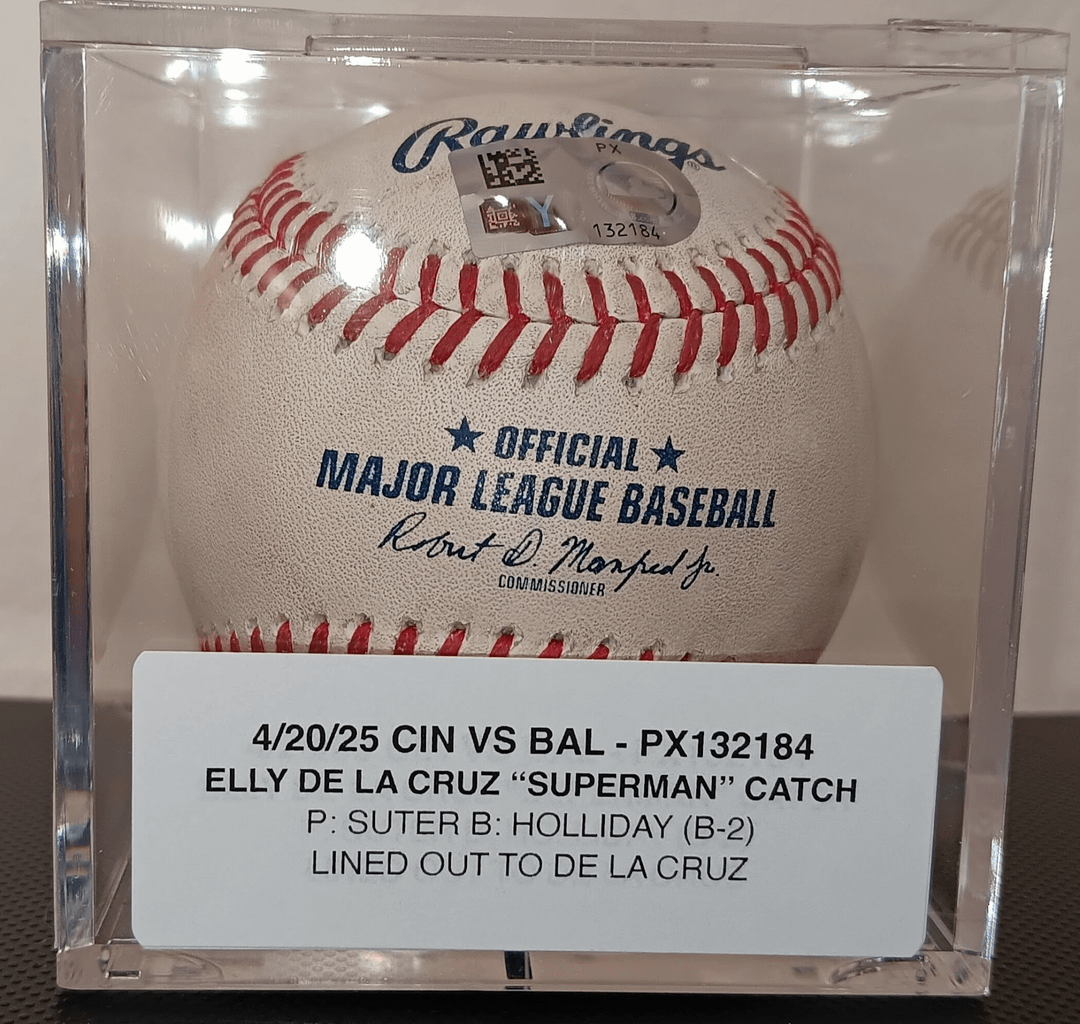 Rawlings
PX
Y
132184
★ OFFICIAL ★
MAJOR LEAGUE BASEBALL
Robert D. Manfred Jr.
COMMISSIONER
4/20/25 CIN VS BAL - PX132184
ELLY DE LA CRUZ “SUPERMAN” CATCH
P: SUTER B: HOLLIDAY (B-2)
LINED OUT TO DE LA CRUZ